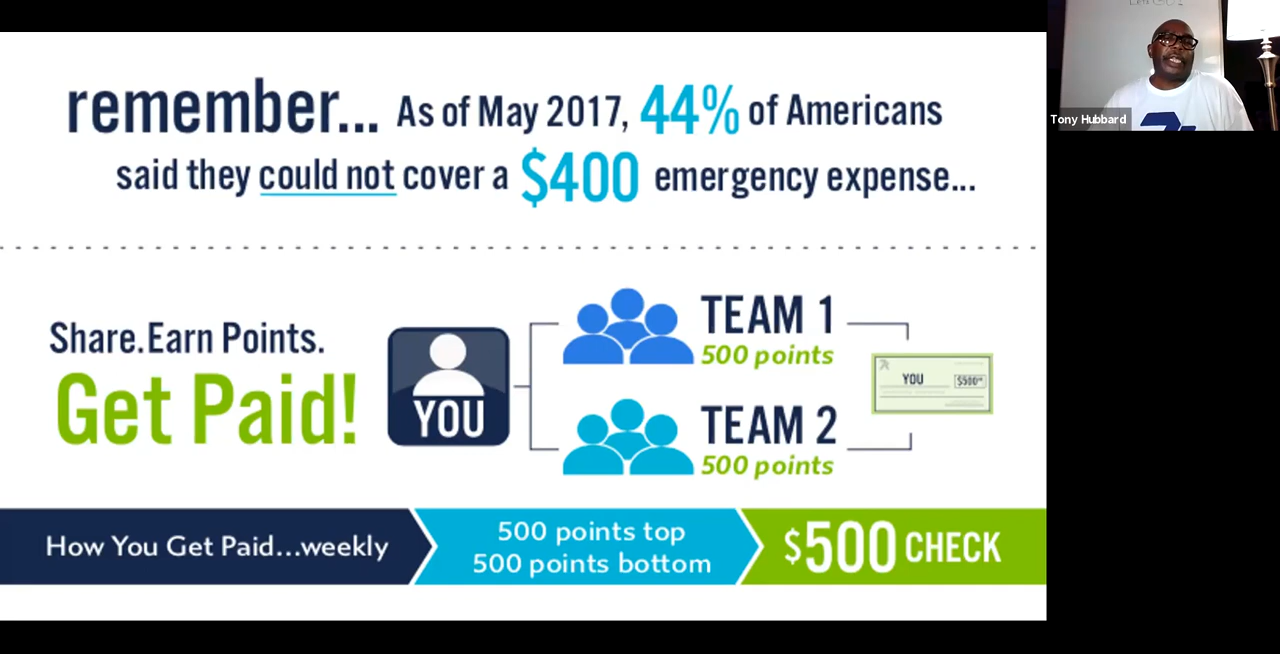 remember... As of May 2017, 44% of Americans
said they could not cover a $400 emergency expense...
Share.Earn Points.
Get Paid!
YOU
TEAM 1
500 points
TEAM 2
500 points
YOU
How You Get Paid...weekly
500 points top
500 points bottom
$500 CHECK
Tony Hubbard